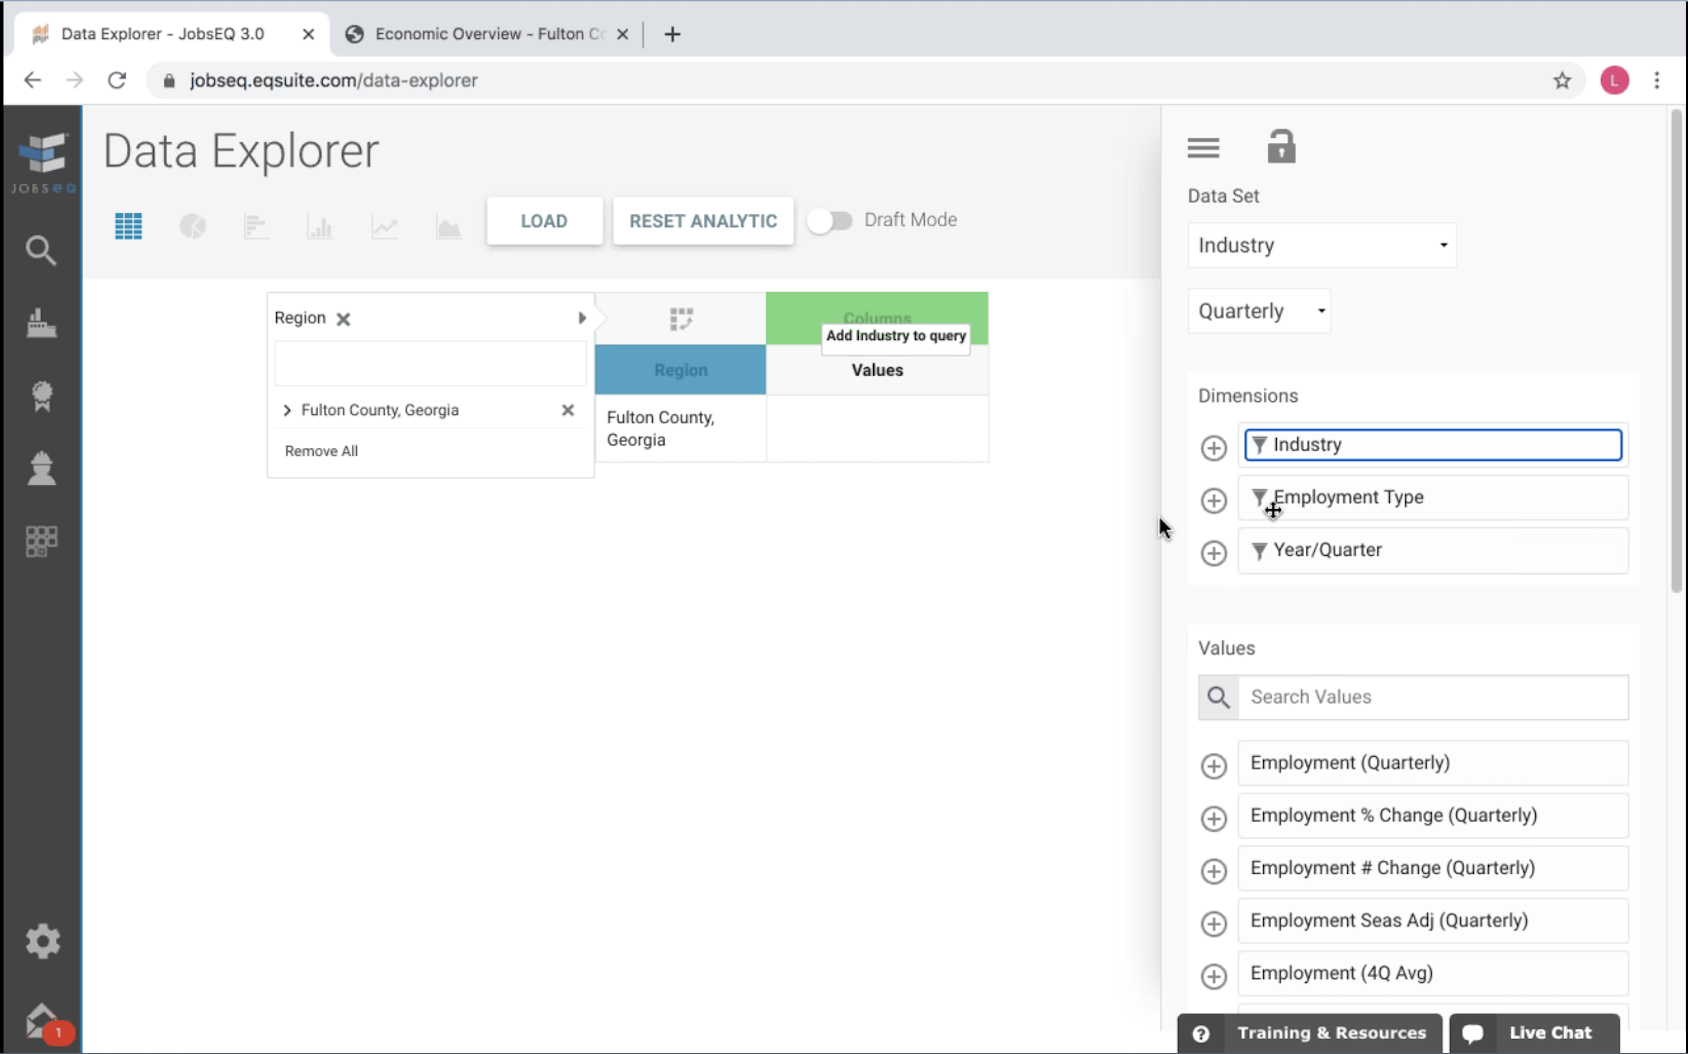 Data Explorer - JobsEQ 3.0
Economic Overview - Fulton Co
jobseq.eqsuite.com/data-explorer
L
JOBSEQ
Data Explorer
LOAD
RESET ANALYTIC
Draft Mode
Region
Fulton County, Georgia
Remove All
Columns
Add Industry to query
Region
Values
Fulton County,
Georgia
Data Set
Industry
Quarterly
Dimensions
Industry
Employment Type
Year/Quarter
Values
Search Values
Employment (Quarterly)
Employment % Change (Quarterly)
Employment # Change (Quarterly)
Employment Seas Adj (Quarterly)
Employment (4Q Avg)
1
Training & Resources
Live Chat